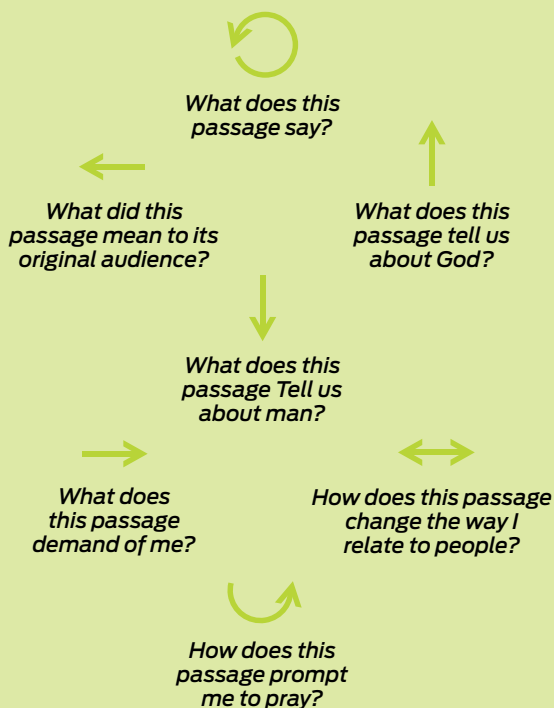 What does this
passage say?
What did this
passage mean to its
original audience?
What does this
passage tell us
about God?
What does this
passage Tell us
about man?
What does
this passage
demand of me?
How does this passage
change the way I
relate to people?
How does this
passage prompt
me to pray?